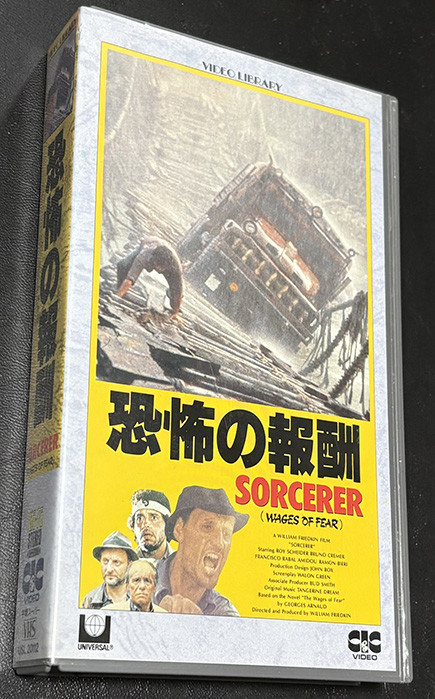 VIDEO LIBRARY
恐怖の報酬
SORCERER
(WAGES OF FEAR)
A WILLIAM FRIEDKIN FILM
"SORCERER"
Starring ROY SCHEIDER BRUNO CREMER
FRANCISCO RABAL AMIDOU RAMON BIERI
Production Design JOHN BOX
Screenplay WALON GREEN
Associate Producer BUD SMITH
Original Music TANGERINE DREAM
Based on the Novel "The Wages of Fear"
by GEORGES ARNAUD
Directed and Produced by WILLIAM FRIEDKIN
UNIVERSAL®
CIC
VIDEO
恐怖の報酬
SORCERER
(WAGES OF FEAR)
VHS